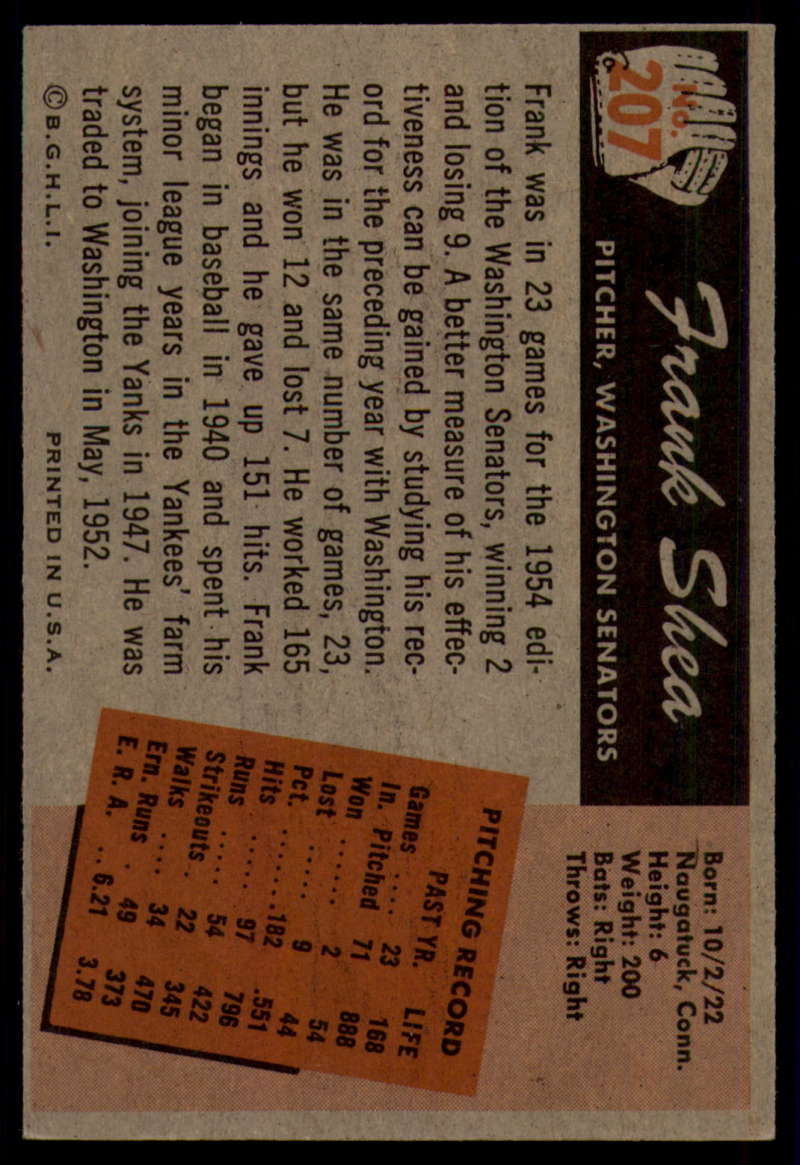 No.
207
Frank Shea
PITCHER, WASHINGTON SENATORS
Born: 10/2/22
Naugatuck, Conn.
Height: 6
Weight: 200
Bats: Right
Throws: Right
Frank was in 23 games for the 1954 edi-
tion of the Washington Senators, winning 2
and losing 9. A better measure of his effec-
tiveness can be gained by studying his rec-
ord for the preceding year with Washington.
He was in the same number of games, 23,
but he won 12 and lost 7. He worked 165
innings and he gave up 151 hits. Frank
began in baseball in 1940 and spent his
minor league years in the Yankees' farm
system, joining the Yanks in 1947. He was
traded to Washington in May, 1952.
©B.G.H.L.I. PRINTED IN U.S.A.
PITCHING RECORD
PAST YR. LIFE
Games .... 23 168
In. Pitched 71 888
Won ...... 2 54
Lost ..... 9 44
Pct. .......182 .551
Hits ...... 97 796
Runs ..... 54 422
Strikeouts . 22 345
Walks .... 34 470
Ern. Runs . 49 373
E. R. A. .. 6.21 3.78